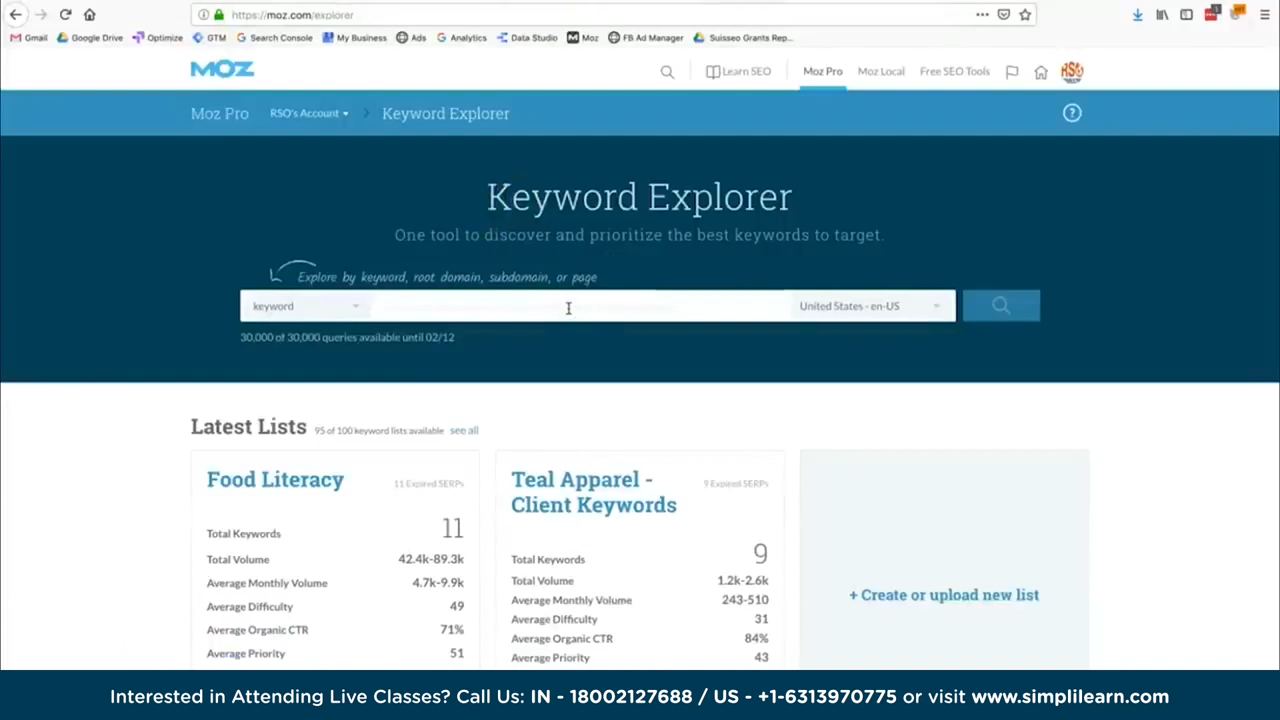 https://moz.com/explorer
Gmail Google Drive Optimize GTM Search Console My Business Ads Analytics Data Studio Moz FB Ad Manager Suisseo Grants Rep...
MOZ Learn SEO Moz Pro Moz Local Free SEO Tools RSO
Moz Pro RSO's Account Keyword Explorer ?
Keyword Explorer
One tool to discover and prioritize the best keywords to target.
Explore by keyword, root domain, subdomain, or page
keyword United States - en-US
30,000 of 30,000 queries available until 02/12
Latest Lists 95 of 100 keyword lists available see all
Food Literacy 11 Expired SERPs
Total Keywords 11
Total Volume 42.4k-89.3k
Average Monthly Volume 4.7k-9.9k
Average Difficulty 49
Average Organic CTR 71%
Average Priority 51
Teal Apparel - 9 Expired SERPs
Client Keywords
Total Keywords 9
Total Volume 1.2k-2.6k
Average Monthly Volume 243-510
Average Difficulty 31
Average Organic CTR 84%
Average Priority 43
+ Create or upload new list
Interested in Attending Live Classes? Call Us: IN - 18002127688 / US - +1-6313970775 or visit www.simplilearn.com